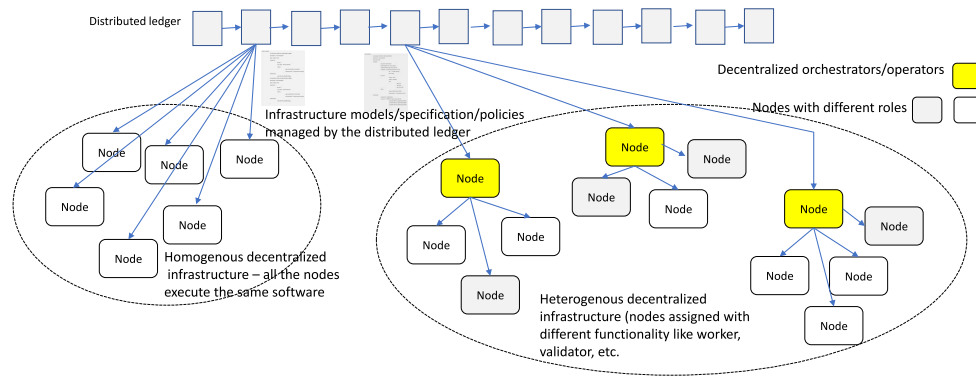 Distributed ledger
Decentralized orchestrators/operators
Nodes with different roles
Infrastructure models/specification/policies
managed by the distributed ledger
Node
Node
Node
Node
Node
Node
Homogenous decentralized
infrastructure – all the nodes
execute the same software
Node
Node
Node
Node
Node
Node
Node
Node
Node
Node
Node
Node
Node
Heterogenous decentralized
infrastructure (nodes assigned with
different functionality like worker,
validator, etc.